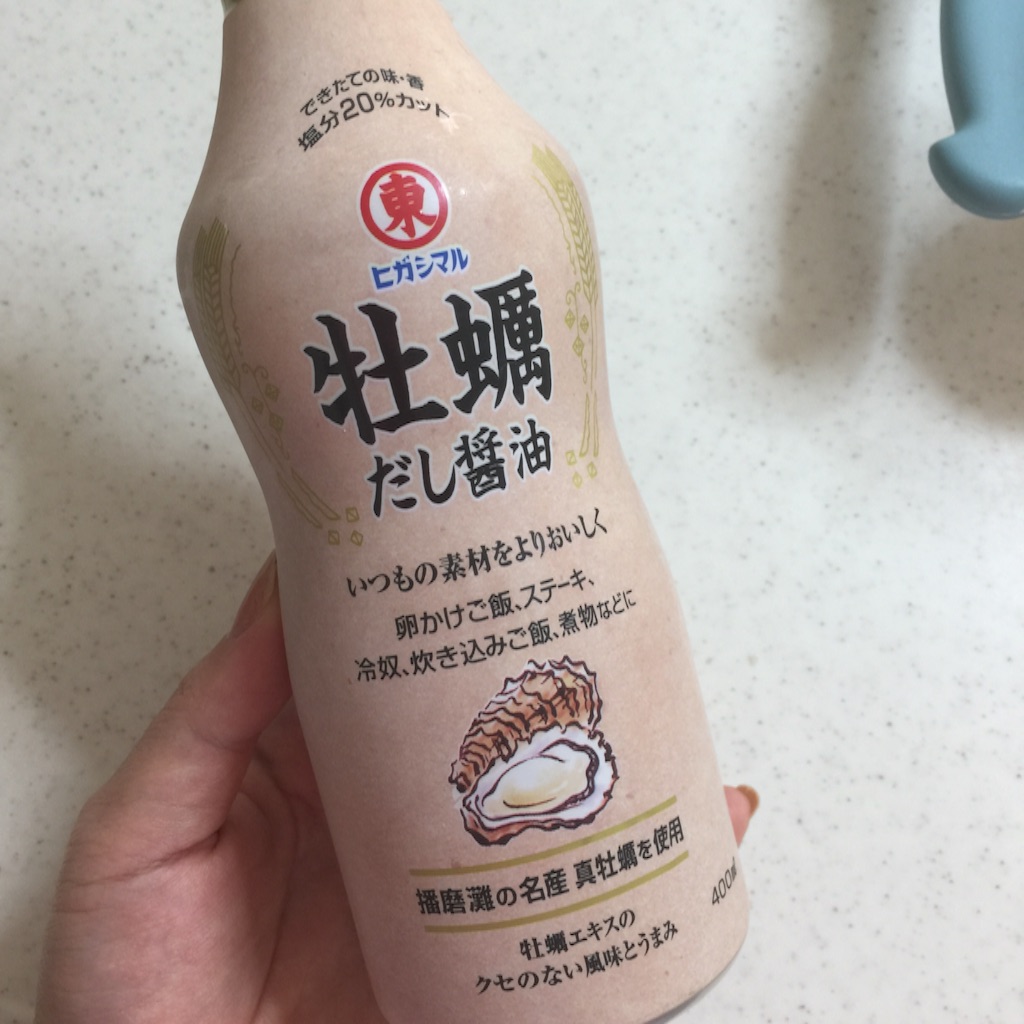 できたての味・香
塩分20%カット
東
ヒガシマル
牡蠣
だし醤油
いつもの素材をよりおいしく
卵かけご飯、ステーキ、
冷奴、炊き込みご飯、煮物などに
播磨灘の名産 真牡蠣を使用
400ml
牡蠣エキスの
クセのない風味とうまみ